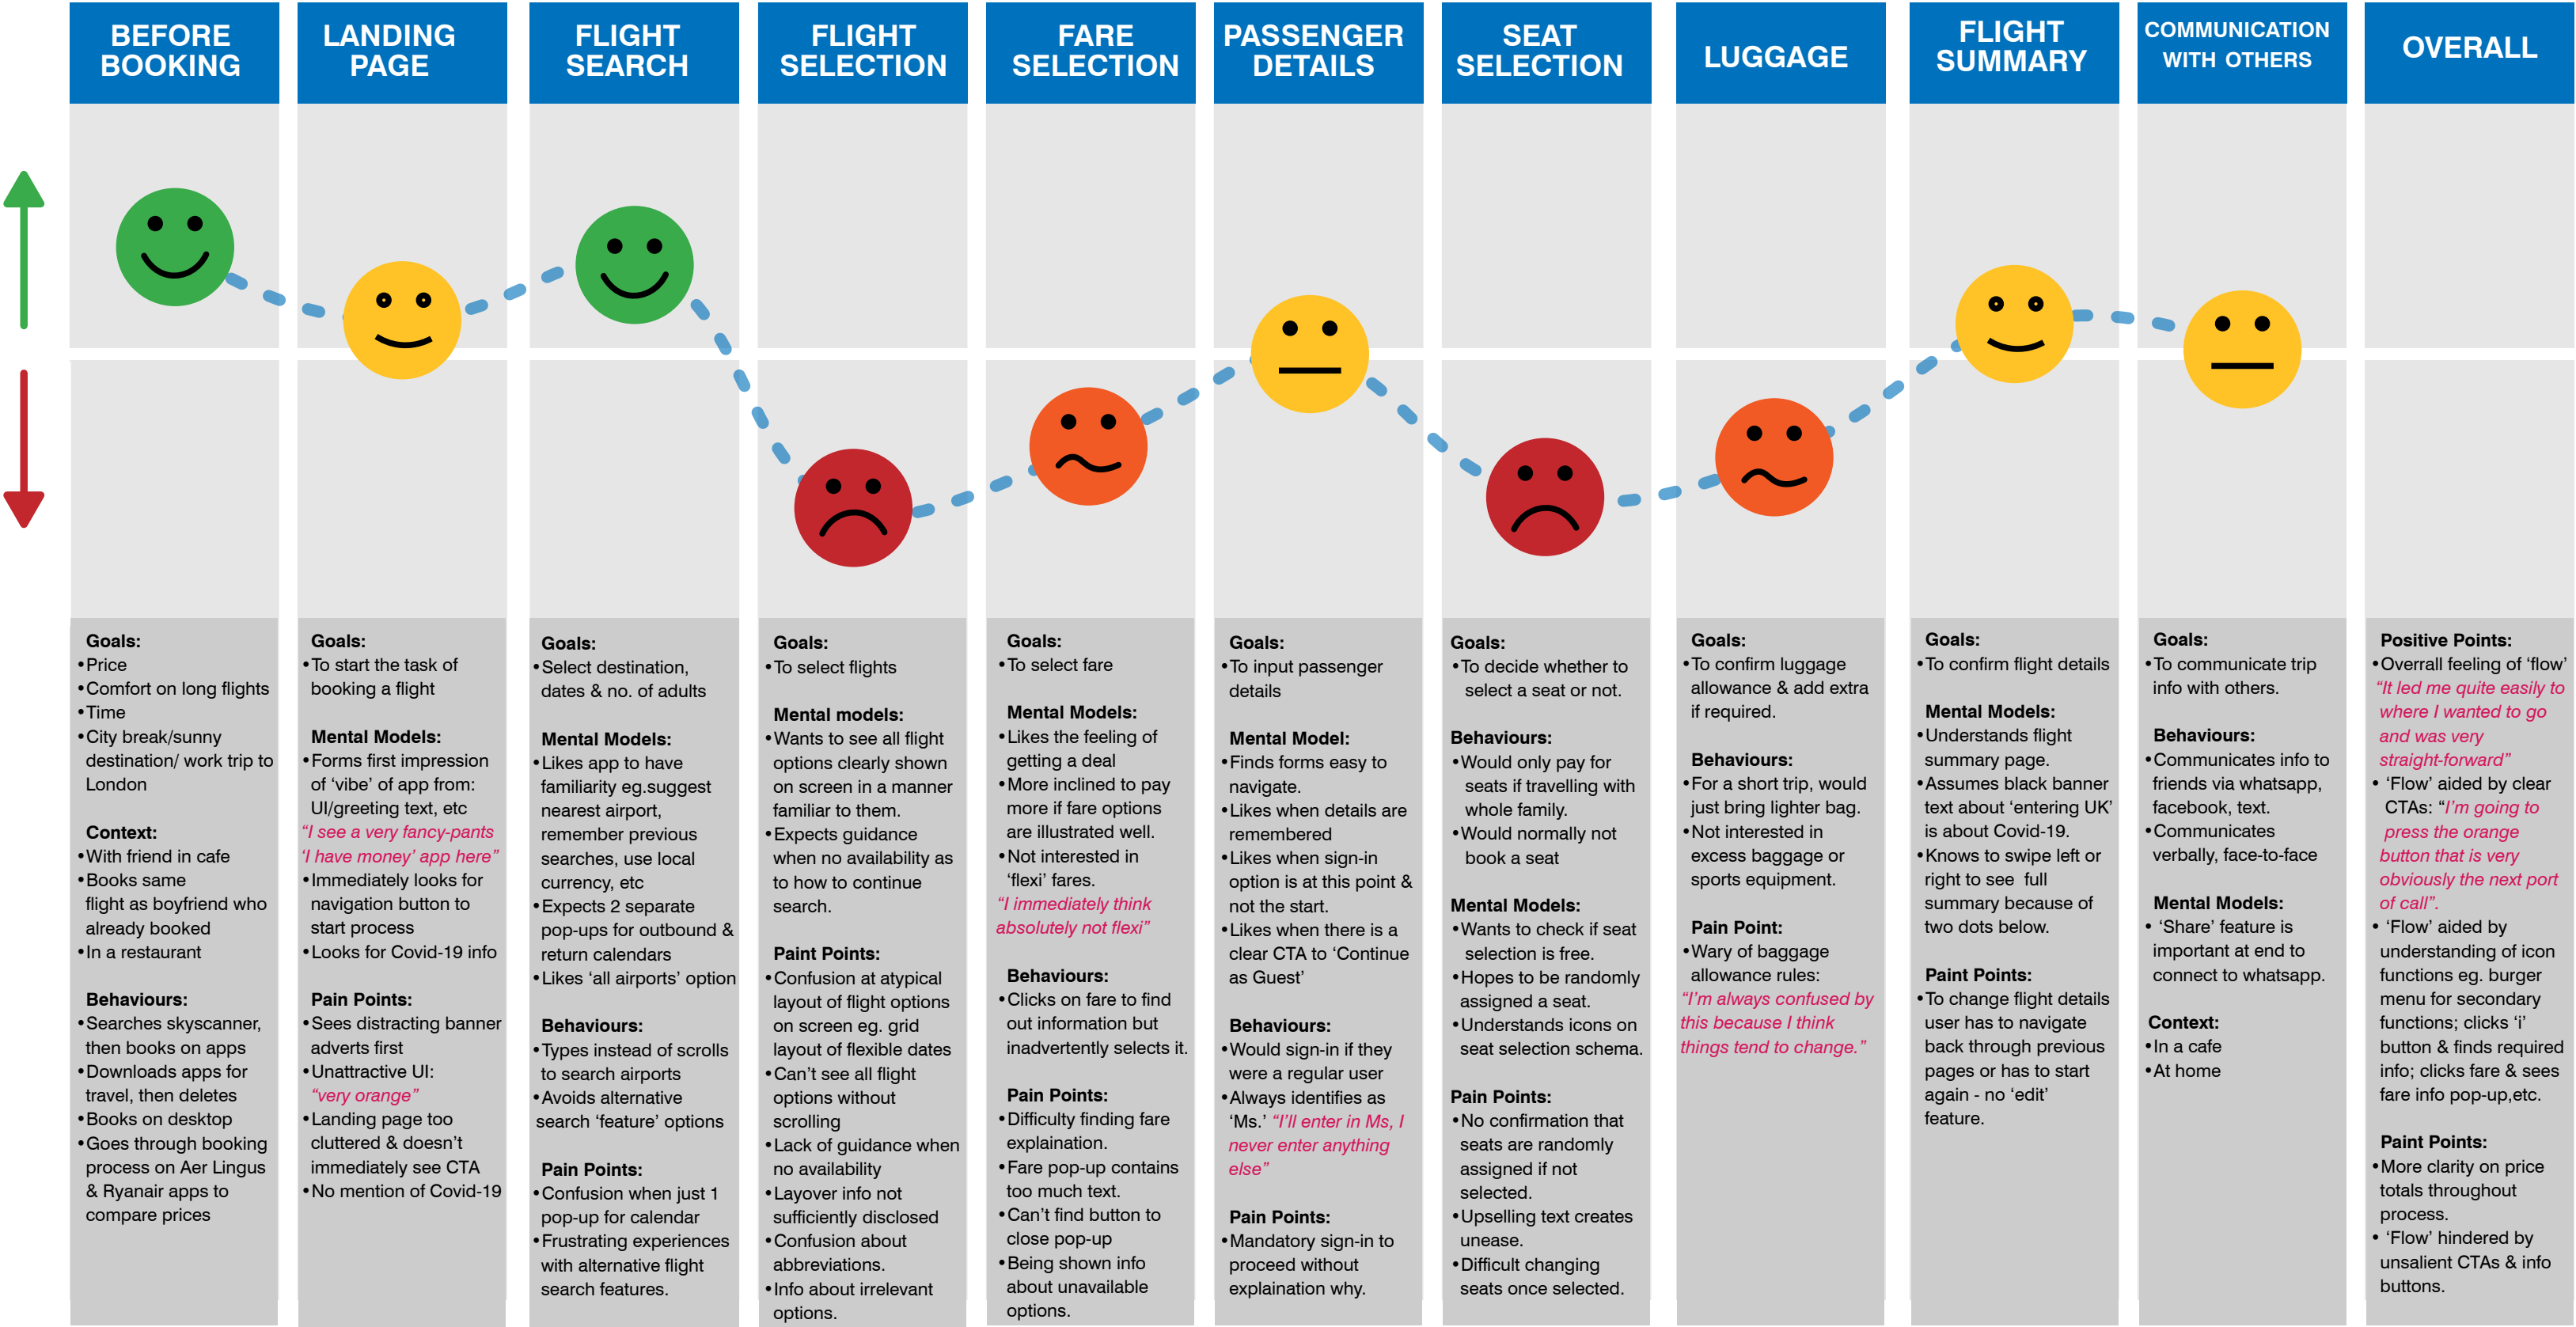 BEFORE
BOOKING
LANDING
PAGE
FLIGHT
SEARCH
FLIGHT
SELECTION
FARE
SELECTION
PASSENGER
DETAILS
SEAT
SELECTION
LUGGAGE
FLIGHT
SUMMARY
COMMUNICATION
WITH OTHERS
OVERALL
Goals:
•Price
•Comfort on long flights
•Time
•City break/sunny
destination/ work trip to
London
Context:
•With friend in cafe
•Books same
flight as boyfriend who
already booked
•In a restaurant
Behaviours:
•Searches skyscanner,
then books on apps
•Downloads apps for
travel, then deletes
•Books on desktop
•Goes through booking
process on Aer Lingus
& Ryanair apps to
compare prices
Goals:
•To start the task of
booking a flight
Mental Models:
•Forms first impression
of ‘vibe’ of app from:
UI/greeting text, etc
“I see a very fancy-pants
‘I have money’ app here”
•Immediately looks for
navigation button to
start process
•Looks for Covid-19 info
Pain Points:
•Sees distracting banner
adverts first
•Unattractive UI:
“very orange”
•Landing page too
cluttered & doesn’t
immediately see CTA
•No mention of Covid-19
Goals:
•Select destination,
dates & no. of adults
Mental Models:
•Likes app to have
familiarity eg.suggest
nearest airport,
remember previous
searches, use local
currency, etc
•Expects 2 separate
pop-ups for outbound &
return calendars
•Likes ‘all airports’ option
Behaviours:
•Types instead of scrolls
to search airports
•Avoids alternative
search ‘feature’ options
Pain Points:
•Confusion when just 1
pop-up for calendar
•Frustrating experiences
with alternative flight
search features.
Goals:
•To select flights
Mental models:
•Wants to see all flight
options clearly shown
on screen in a manner
familiar to them.
•Expects guidance
when no availability as
to how to continue
search.
Paint Points:
•Confusion at atypical
layout of flight options
on screen eg. grid
layout of flexible dates
•Can’t see all flight
options without
scrolling
•Lack of guidance when
no availability
•Layover info not
sufficiently disclosed
•Confusion about
abbreviations.
•Info about irrelevant
options.
Goals:
•To select fare
Mental Models:
•Likes the feeling of
getting a deal
•More inclined to pay
more if fare options
are illustrated well.
•Not interested in
‘flexi’ fares.
“I immediately think
absolutely not flexi”
Behaviours:
•Clicks on fare to find
out information but
inadvertently selects it.
Pain Points:
•Difficulty finding fare
explaination.
•Fare pop-up contains
too much text.
•Can’t find button to
close pop-up
•Being shown info
about unavailable
options.
Goals:
•To input passenger
details
Mental Model:
•Finds forms easy to
navigate.
•Likes when details are
remembered
•Likes when sign-in
option is at this point &
not the start.
•Likes when there is a
clear CTA to ‘Continue
as Guest’
Behaviours:
•Would sign-in if they
were a regular user
•Always identifies as
‘Ms.’ “I’ll enter in Ms, I
never enter anything
else”
Pain Points:
•Mandatory sign-in to
proceed without
explaination why.
Goals:
•To decide whether to
select a seat or not.
Behaviours:
•Would only pay for
seats if travelling with
whole family.
•Would normally not
book a seat
Mental Models:
•Wants to check if seat
selection is free.
•Hopes to be randomly
assigned a seat.
•Understands icons on
seat selection schema.
Pain Points:
•No confirmation that
seats are randomly
assigned if not
selected.
•Upselling text creates
unease.
•Difficult changing
seats once selected.
Goals:
•To confirm luggage
allowance & add extra
if required.
Behaviours:
•For a short trip, would
just bring lighter bag.
•Not interested in
excess baggage or
sports equipment.
Pain Point:
•Wary of baggage
allowance rules:
“I’m always confused by
this because I think
things tend to change.”
Goals:
•To confirm flight details
Mental Models:
•Understands flight
summary page.
•Assumes black banner
text about ‘entering UK’
is about Covid-19.
•Knows to swipe left or
right to see full
summary because of
two dots below.
Paint Points:
•To change flight details
user has to navigate
back through previous
pages or has to start
again - no ‘edit’
feature.
Goals:
•To communicate trip
info with others.
Behaviours:
•Communicates info to
friends via whatsapp,
facebook, text.
•Communicates
verbally, face-to-face
Mental Models:
• ‘Share’ feature is
important at end to
connect to whatsapp.
Context:
•In a cafe
•At home
Positive Points:
•Overrall feeling of ‘flow’
“It led me quite easily to
where I wanted to go
and was very
straight-forward”
• ‘Flow’ aided by clear
CTAs: “I’m going to
press the orange
button that is very
obviously the next port
of call”.
• ‘Flow’ aided by
understanding of icon
functions eg. burger
menu for secondary
functions; clicks ‘i’
button & finds required
info; clicks fare & sees
fare info pop-up,etc.
Paint Points:
•More clarity on price
totals throughout
process.
• ‘Flow’ hindered by
unsalient CTAs & info
buttons.